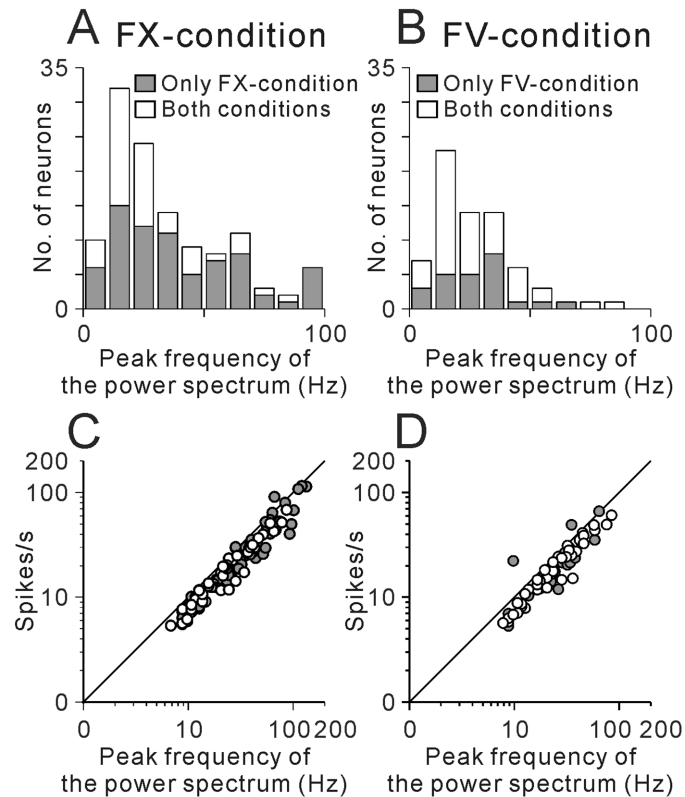 A FX-condition
35
Only FX-condition
Both conditions
No. of neurons
0
0 100
Peak frequency of
the power spectrum (Hz)
B FV-condition
35
Only FV-condition
Both conditions
No. of neurons
0
0 100
Peak frequency of
the power spectrum (Hz)
C
200
100
10
0
Spikes/s
0 10 100 200
Peak frequency of
the power spectrum (Hz)
D
200
100
10
0
Spikes/s
0 10 100 200
Peak frequency of
the power spectrum (Hz)